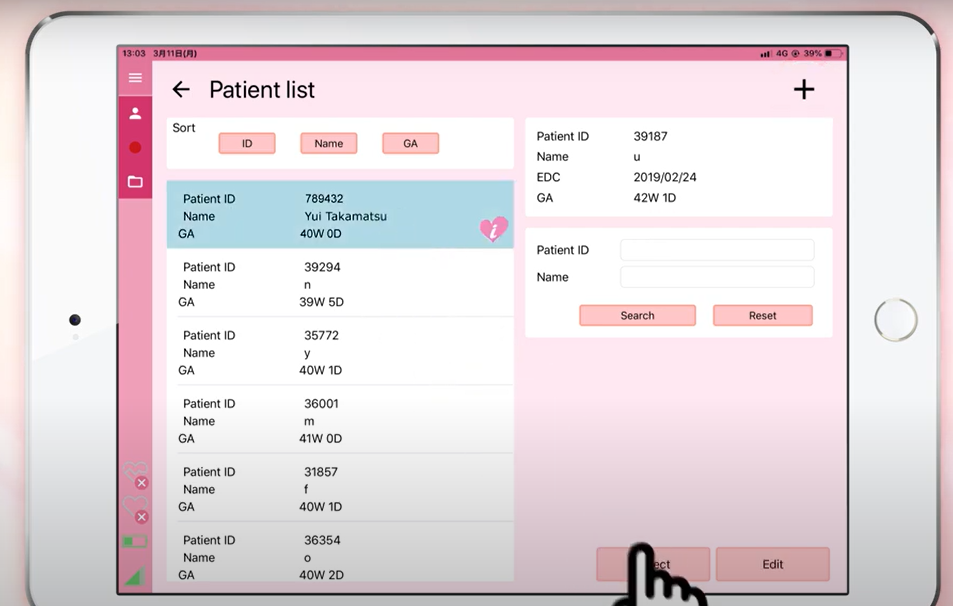 13:03 3月11日(月)
4G 39%
Patient list
Sort
ID Name GA
Patient ID 789432
Name Yui Takamatsu
GA 40W 0D
i
Patient ID 39294
Name n
GA 39W 5D
Patient ID 35772
Name y
GA 40W 1D
Patient ID 36001
Name m
GA 41W 0D
Patient ID 31857
Name f
GA 40W 1D
Patient ID 36354
Name o
GA 40W 2D
Patient ID 39187
Name u
EDC 2019/02/24
GA 42W 1D
Patient ID
Name
Search Reset
Edit